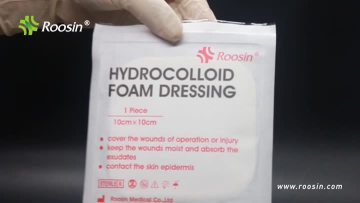 Roosin®
Roosin®
HYDROCOLLOID
FOAM DRESSING
1 Piece
10cm×10cm
cover the wounds of operation or injury
keep the wounds moist and absorb the
exudates
contact the skin epidermis
Roosin Medical Co., Ltd
www.roosin.com